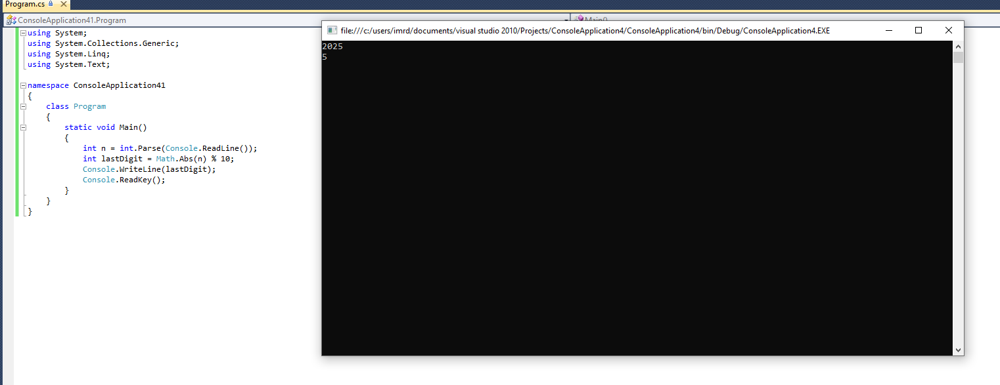 Program.cs
ConsoleApplication41.Program
Main()
using System;
using System.Collections.Generic;
using System.Linq;
using System.Text;
namespace ConsoleApplication41
{
class Program
{
static void Main()
{
int n = int.Parse(Console.ReadLine());
int lastDigit = Math.Abs(n) % 10;
Console.WriteLine(lastDigit);
Console.ReadKey();
}
}
}
file:///c:/users/imrd/documents/visual studio 2010/Projects/ConsoleApplication4/ConsoleApplication4/bin/Debug/ConsoleApplication4.EXE
2025
5